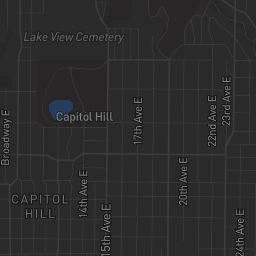 Lake View Cemetery
Broadway E
Capitol Hill
17th Ave E
22nd Ave E
23rd Ave E
CAPITOL
HILL
14th Ave E
15th Ave E
20th Ave E
24th Ave E